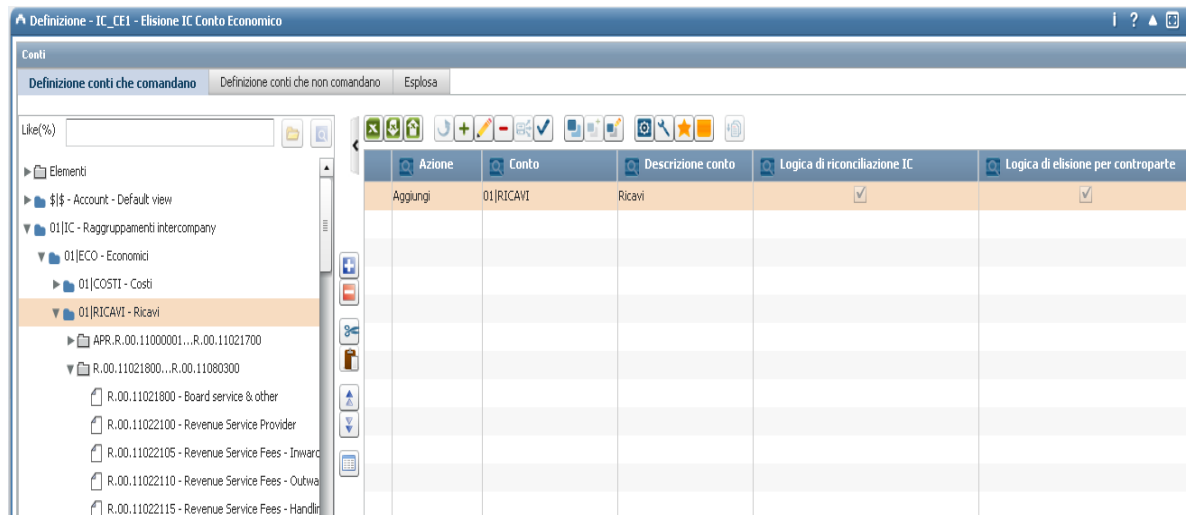 Definizione - IC_CE1 - Elisione IC Conto Economico
i ?
Conti
Definizione conti che comandano Definizione conti che non comandano Esplosa
Like(%)
Azione Conto Descrizione conto Logica di riconciliazione IC Logica di elisione per controparte
Aggiungi 01|RICAVI Ricavi
Elementi
$|$ - Account - Default view
01|IC - Raggruppamenti intercompany
01|ECO - Economici
01|COSTI - Costi
01|RICAVI - Ricavi
APR.R.00.11000001...R.00.11021700
R.00.11021800...R.00.11080300
R.00.11021800 - Board service & other
R.00.11022100 - Revenue Service Provider
R.00.11022105 - Revenue Service Fees - Inward
R.00.11022110 - Revenue Service Fees - Outwa
R.00.11022115 - Revenue Service Fees - Handlin